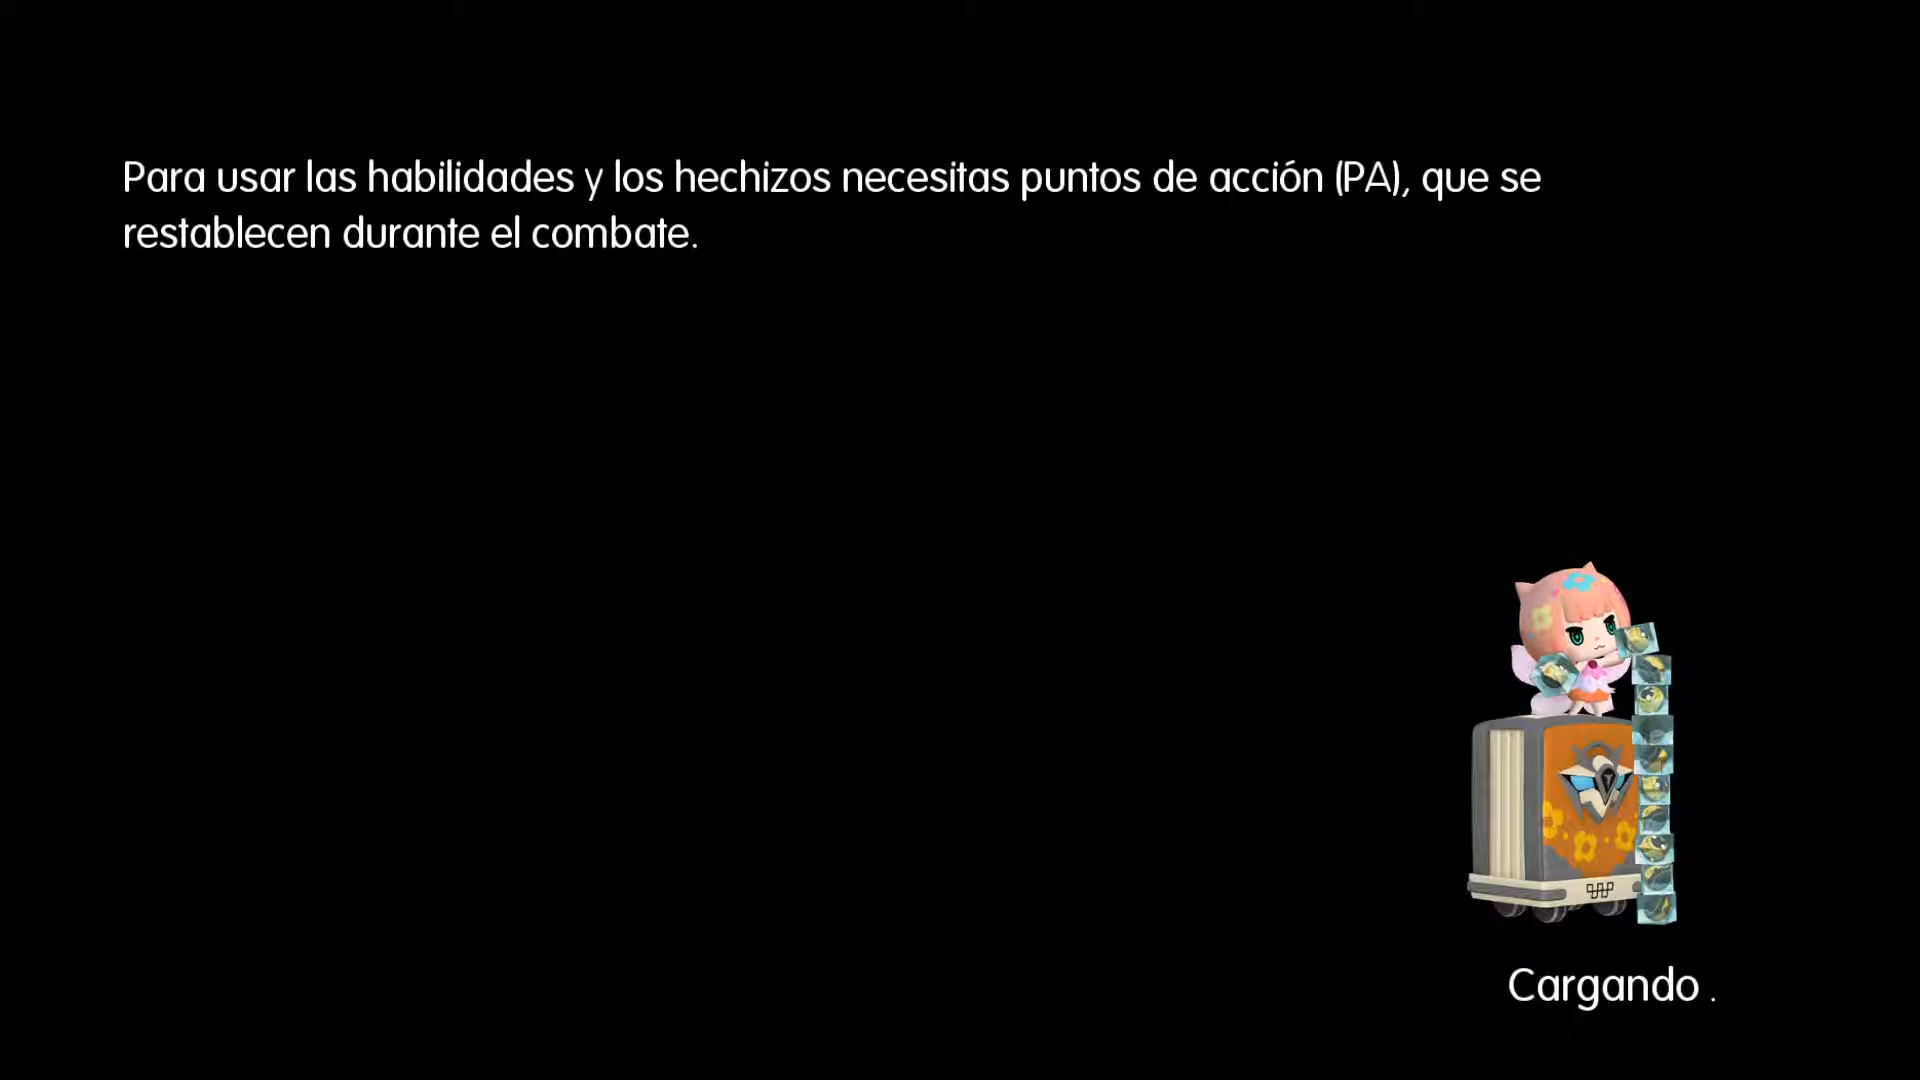 Para usar las habilidades y los hechizos necesitas puntos de acción (PA), que se
restablecen durante el combate.
Cargando .